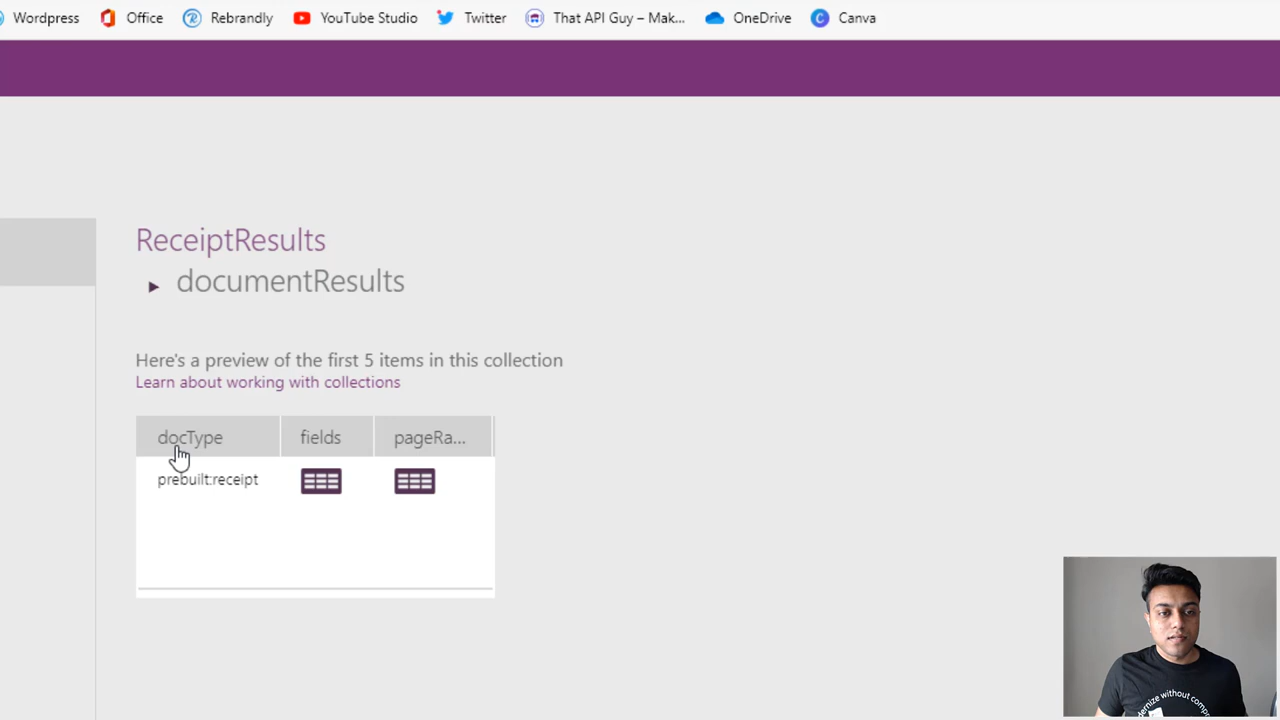 Wordpress Office Rebrandly YouTube Studio Twitter That API Guy – Mak... OneDrive Canva
ReceiptResults
documentResults
Here's a preview of the first 5 items in this collection
Learn about working with collections
docType fields pageRa...
prebuilt:receipt